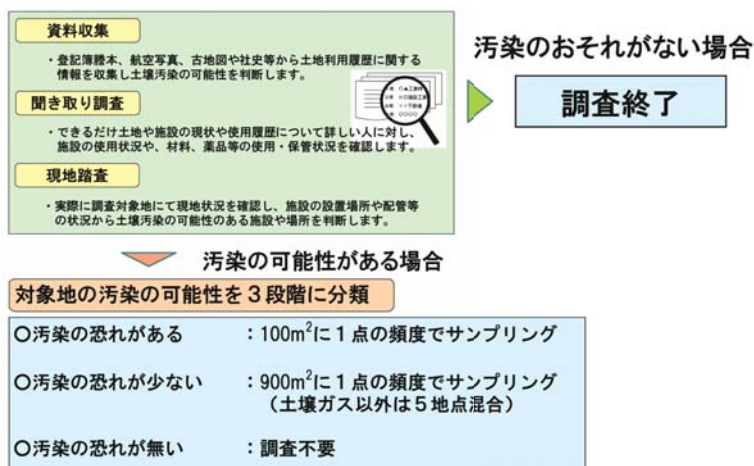 資料収集
・登記簿謄本、航空写真、古地図や社史等から土地利用履歴に関する
情報を収集し土壌汚染の可能性を判断します。
聞き取り調査
・できるだけ土地や施設の現状や使用履歴について詳しい人に対し、
施設の使用状況や、材料、薬品等の使用・保管状況を確認します。
現地踏査
・実際に調査対象地にて現地状況を確認し、施設の設置場所や配管等
の状況から土壌汚染の可能性のある施設や場所を判断します。
汚染のおそれがない場合
調査終了
汚染の可能性がある場合
対象地の汚染の可能性を３段階に分類
○汚染の恐れがある　：100m²に１点の頻度でサンプリング
○汚染の恐れが少ない　：900m²に１点の頻度でサンプリング
（土壌ガス以外は５地点混合）
○汚染の恐れが無い　：調査不要